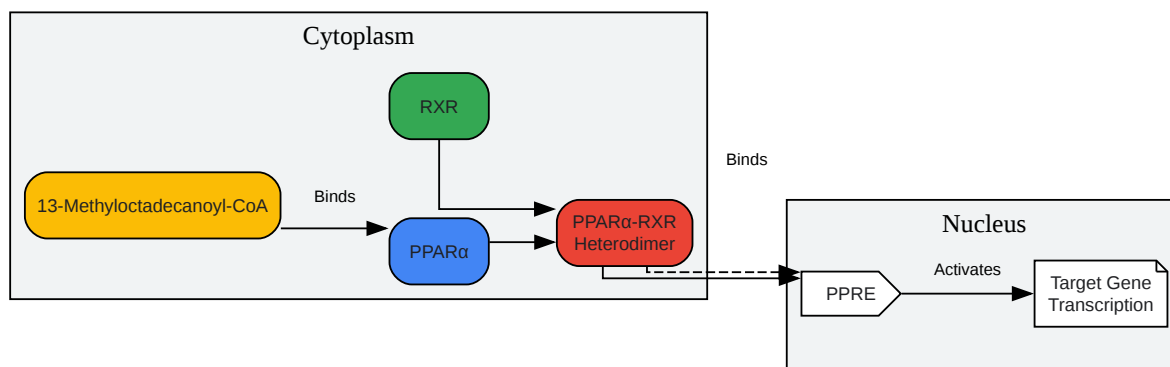 Cytoplasm
RXR
Binds
13-Methyloctadecanoyl-CoA
Binds
PPARα-RXR
Heterodimer
PPARα
Nucleus
Activates
PPRE
Target Gene
Transcription